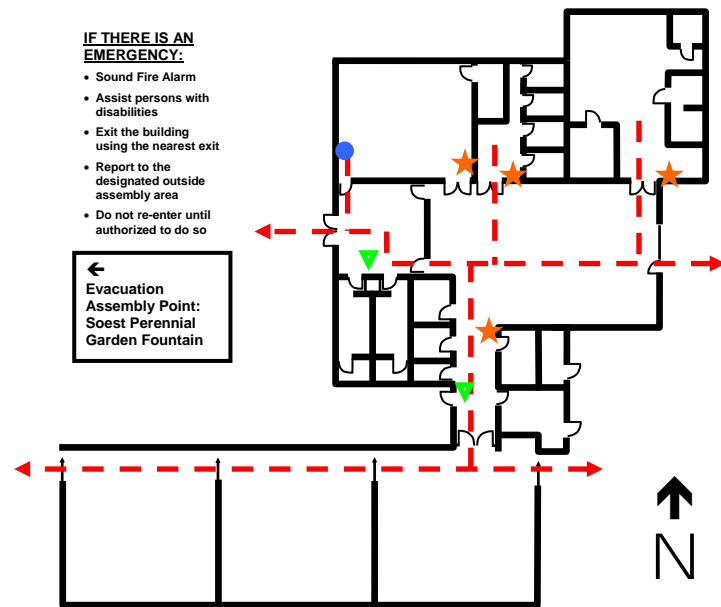 IF THERE IS AN
EMERGENCY:
• Sound Fire Alarm
• Assist persons with
disabilities
• Exit the building
using the nearest exit
• Report to the
designated outside
assembly area
• Do not re-enter until
authorized to do so
←
Evacuation
Assembly Point:
Soest Perennial
Garden Fountain
N